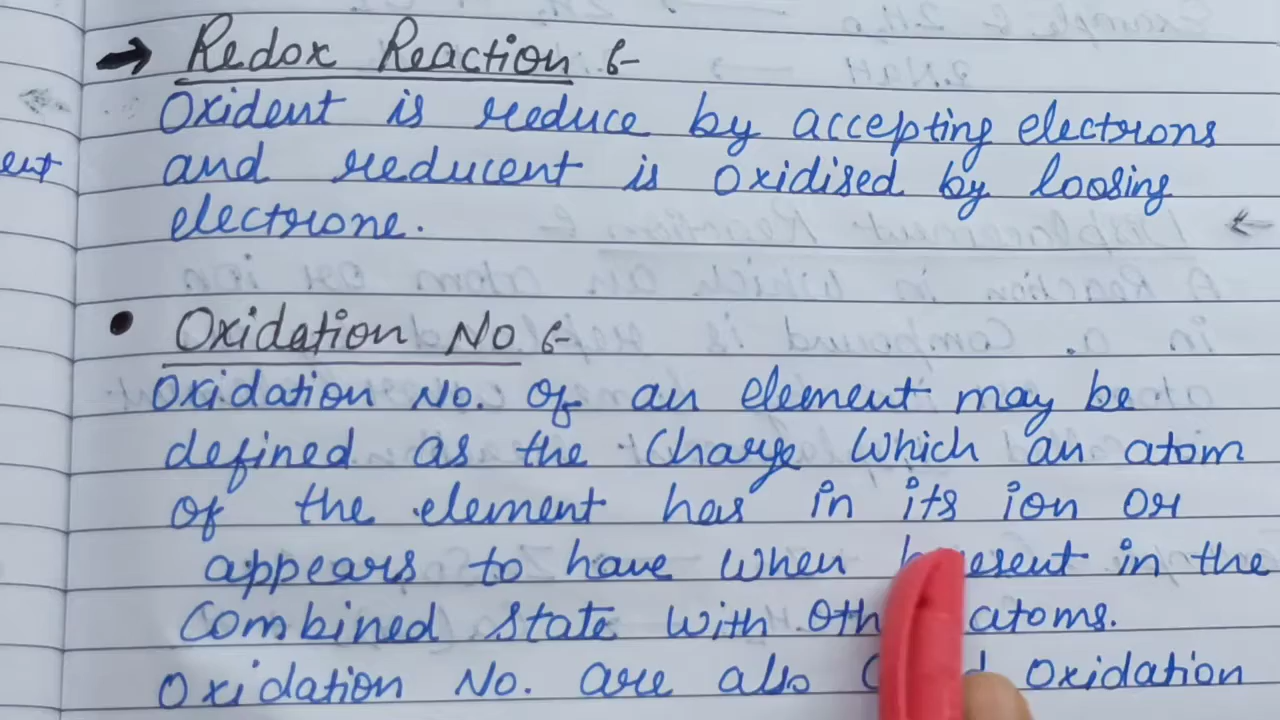 → Redox Reaction :-
Oxident is reduce by accepting electrons
and reducent is oxidised by loosing
electrone.
• Oxidation No :-
Oxidation No. of an element may be
defined as the Charge Which an atom
of the element has in its ion or
appears to have when in the
Combined State with atoms.
Oxidation No. are also Oxidation